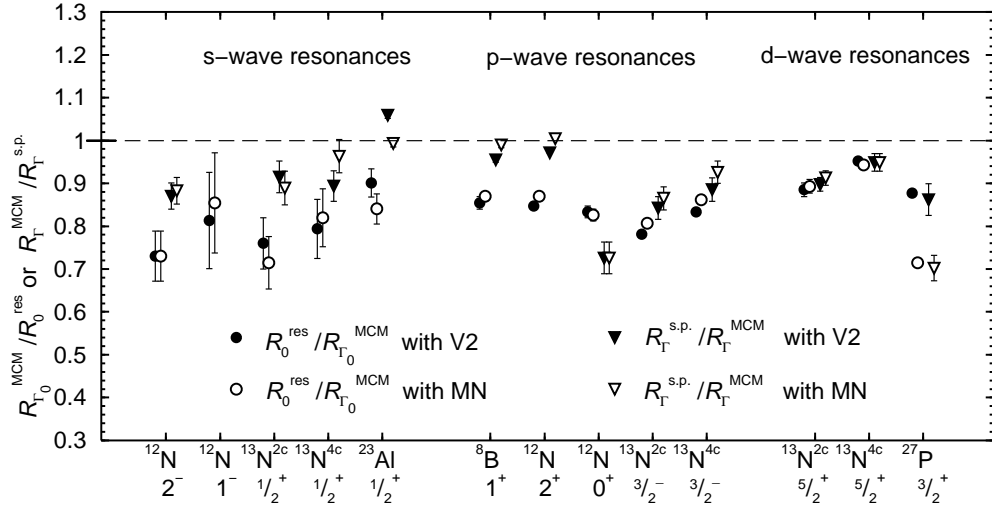 1.3
1.2
1.1
1
0.9
0.8
0.7
0.6
0.5
0.4
0.3
R_Γ₀^MCM/R₀^res or R_Γ^MCM/R_Γ^s.p.
s−wave resonances p−wave resonances d−wave resonances
R₀^res/R_Γ₀^MCM with V2 R_Γ^s.p./R_Γ^MCM with V2
R₀^res/R_Γ₀^MCM with MN R_Γ^s.p./R_Γ^MCM with MN
¹²N ¹²N ¹³N²ᶜ ¹³N⁴ᶜ ²³Al ⁸B ¹²N ¹²N ¹³N²ᶜ ¹³N⁴ᶜ ¹³N²ᶜ ¹³N⁴ᶜ ²⁷P
2⁻ 1⁻ ¹/₂⁺ ¹/₂⁺ ¹/₂⁺ 1⁺ 2⁺ 0⁺ ³/₂⁻ ³/₂⁻ ⁵/₂⁺ ⁵/₂⁺ ³/₂⁺